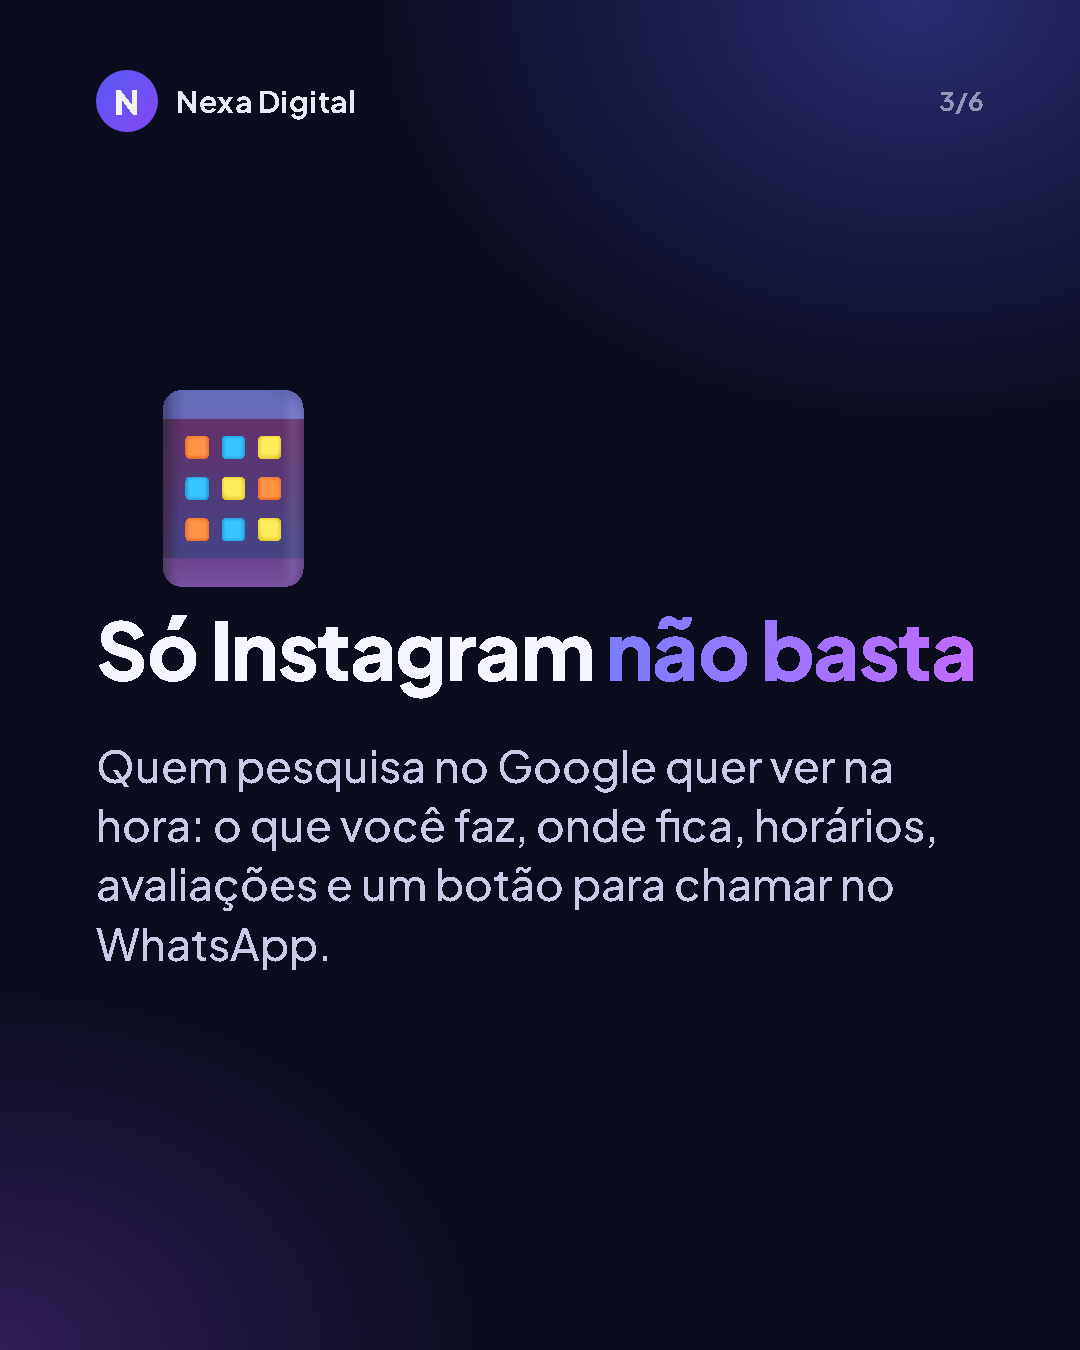 N Nexa Digital
3/6
Só Instagram não basta
Quem pesquisa no Google quer ver na
hora: o que você faz, onde fica, horários,
avaliações e um botão para chamar no
WhatsApp.